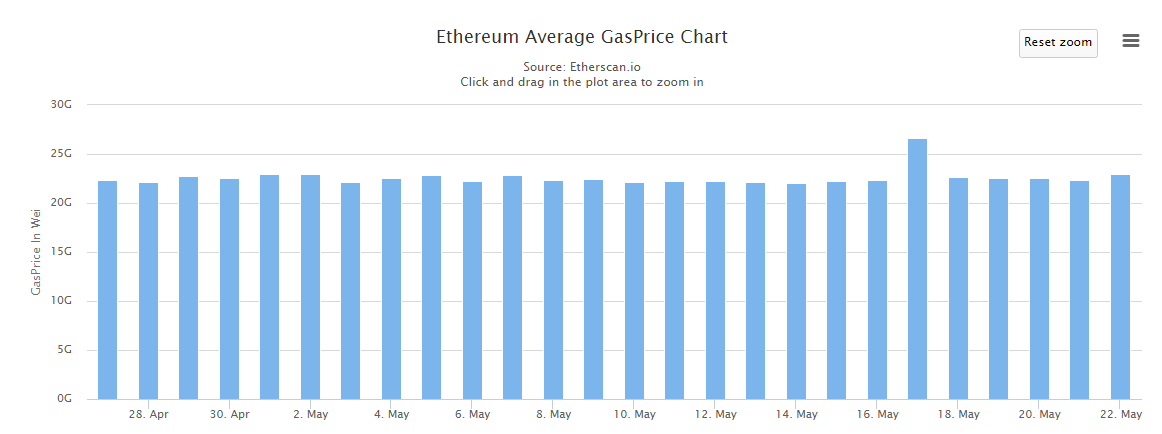 Ethereum Average GasPrice Chart
Reset zoom
Source: Etherscan.io
Click and drag in the plot area to zoom in
30G
25G
20G
15G
10G
5G
0G
GasPrice In Wei
28. Apr
30. Apr
2. May
4. May
6. May
8. May
10. May
12. May
14. May
16. May
18. May
20. May
22. May